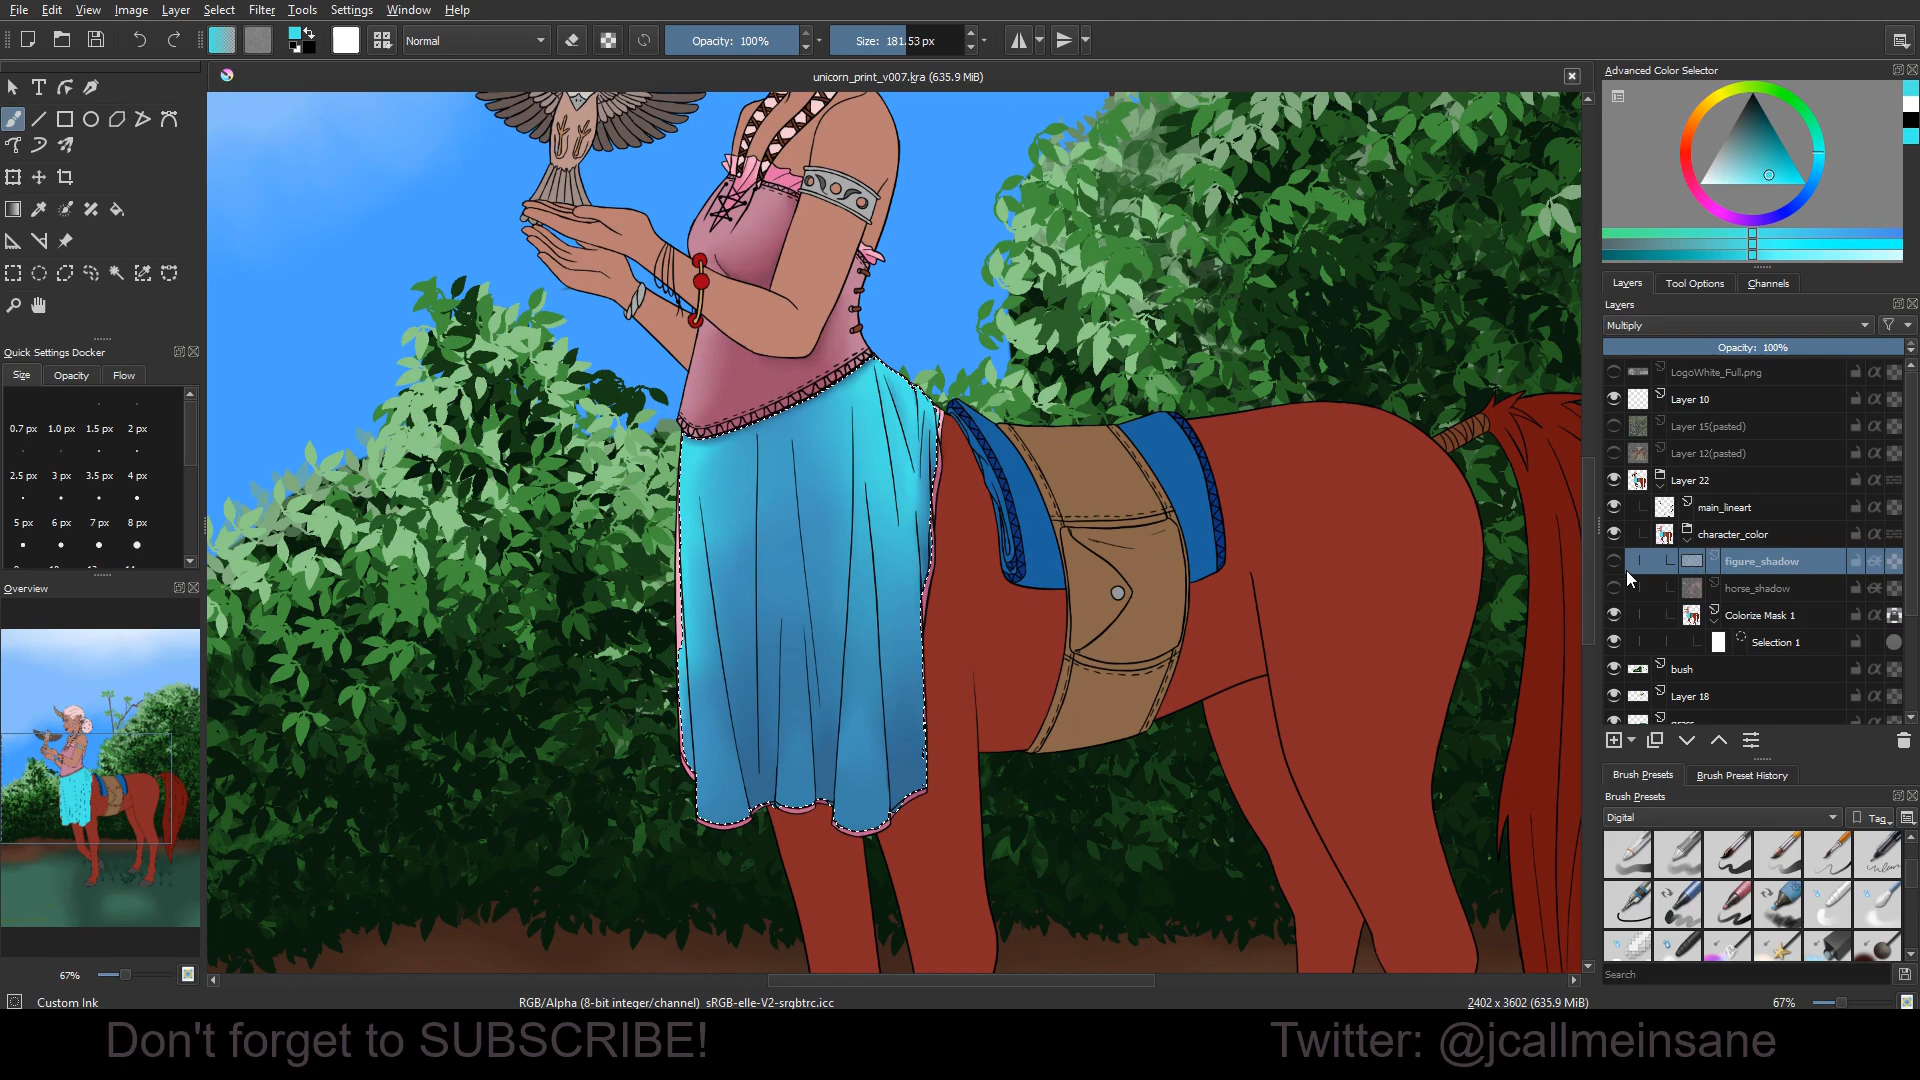 File Edit View Image Layer Select Filter Tools Settings Window Help
Normal Opacity: 100% Size: 181.53 px
unicorn_print_v007.kra (635.9 MiB)
Advanced Color Selector
Layers Tool Options Channels
Layers
Multiply
Opacity: 100%
LogoWhite_Full.png
Layer 10
Layer 15(pasted)
Layer 12(pasted)
Layer 22
main_lineart
character_color
figure_shadow
horse_shadow
Colorize Mask 1
Selection 1
bush
Layer 18
Brush Presets Brush Preset History
Brush Presets
Digital Tag
Search
Quick Settings Docker
Size Opacity Flow
0.7 px 1.0 px 1.5 px 2 px
2.5 px 3 px 3.5 px 4 px
5 px 6 px 7 px 8 px
Overview
67%
Custom Ink RGB/Alpha (8-bit integer/channel) sRGB-elle-V2-srgbtrc.icc 2402 x 3602 (635.9 MiB) 67%
Don't forget to SUBSCRIBE! Twitter: @jcallmeinsane